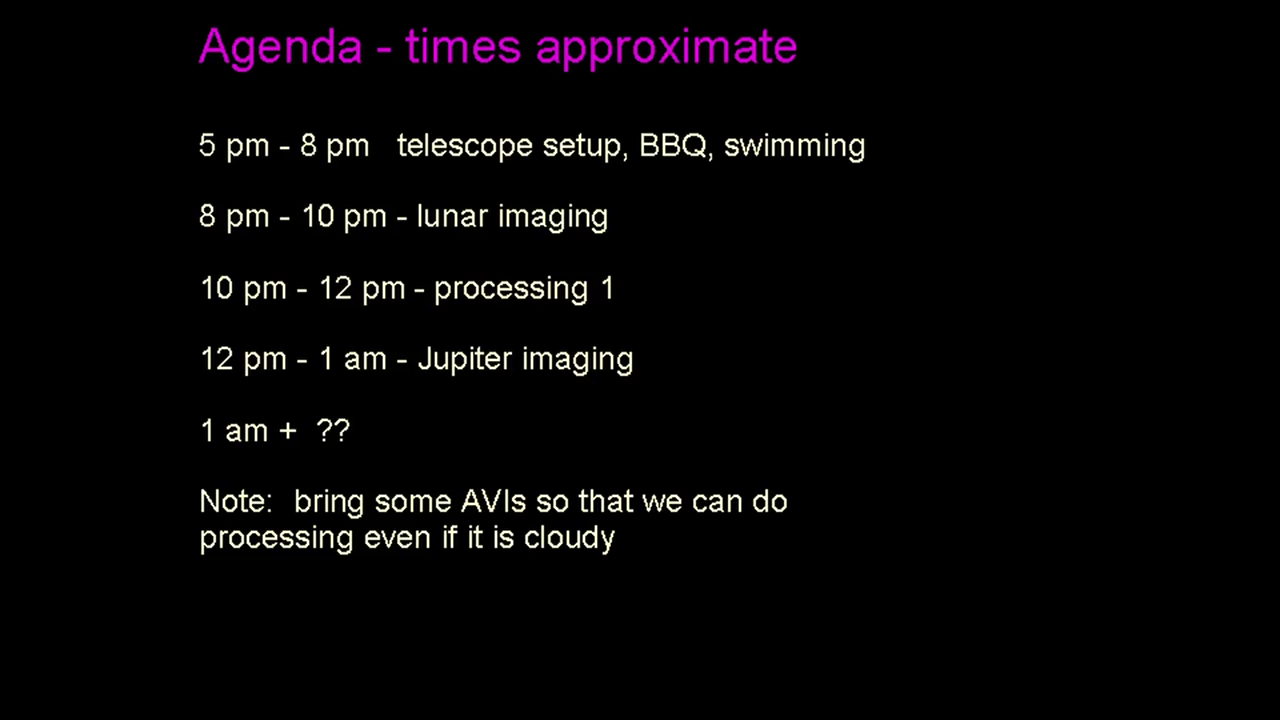 Agenda - times approximate
5 pm - 8 pm   telescope setup, BBQ, swimming
8 pm - 10 pm - lunar imaging
10 pm - 12 pm - processing 1
12 pm - 1 am - Jupiter imaging
1 am +  ??
Note:  bring some AVIs so that we can do
processing even if it is cloudy